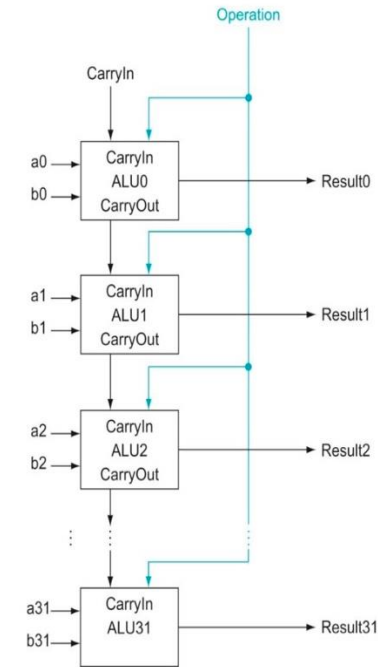 Operation
CarryIn
a0
b0
CarryIn
ALU0
CarryOut
Result0
a1
b1
CarryIn
ALU1
CarryOut
Result1
a2
b2
CarryIn
ALU2
CarryOut
Result2
a31
b31
CarryIn
ALU31
Result31